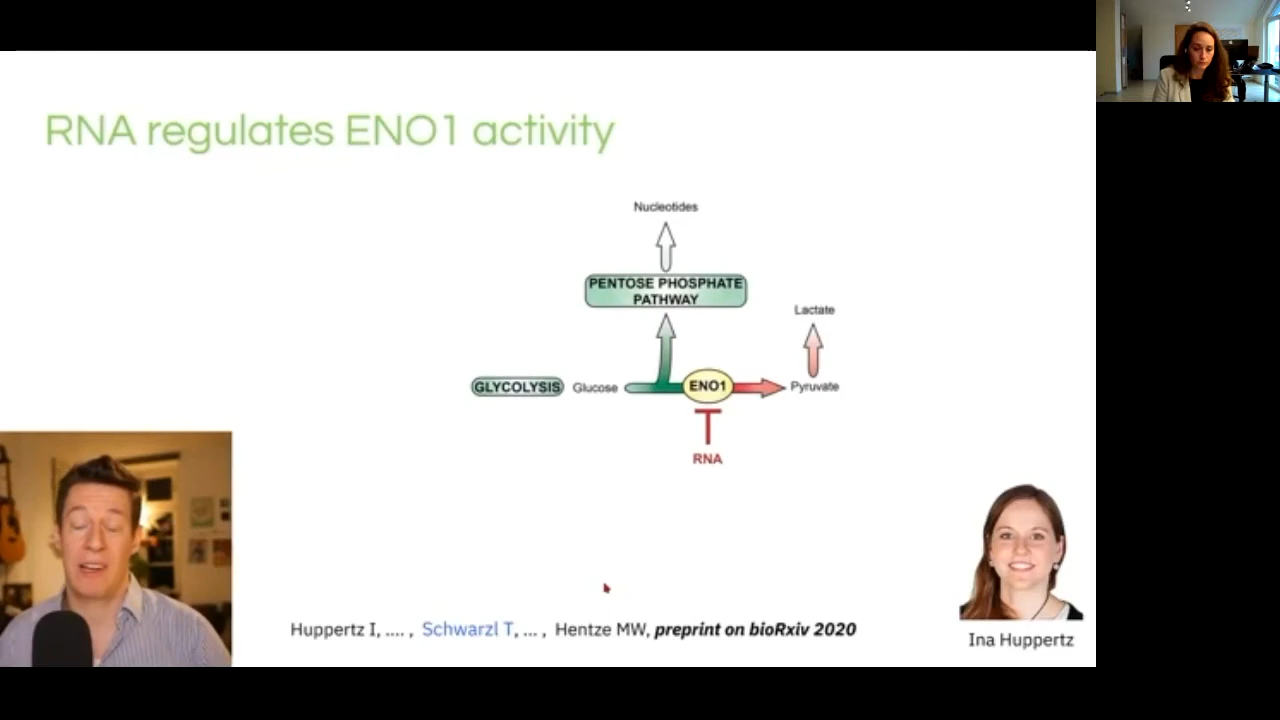 RNA regulates ENO1 activity
Nucleotides
PENTOSE PHOSPHATE
PATHWAY
Lactate
GLYCOLYSIS Glucose ENO1 Pyruvate
RNA
Huppertz I, .... , Schwarzl T, ... , Hentze MW, preprint on bioRxiv 2020
Ina Huppertz